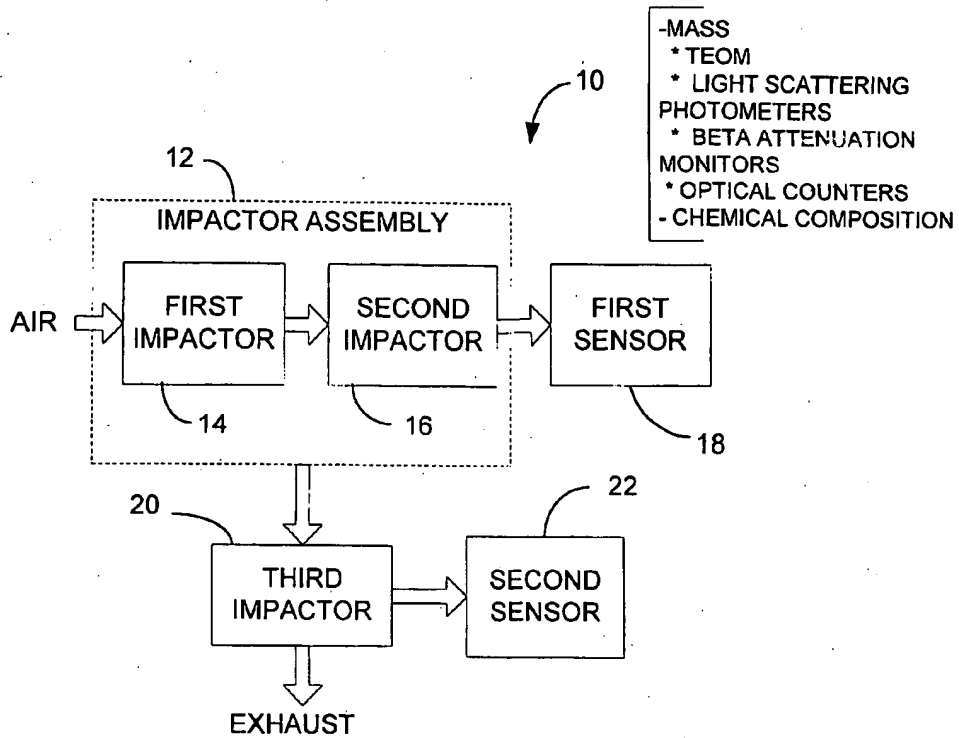 -MASS
* TEOM
* LIGHT SCATTERING
PHOTOMETERS
* BETA ATTENUATION
MONITORS
* OPTICAL COUNTERS
- CHEMICAL COMPOSITION
10
12
IMPACTOR ASSEMBLY
AIR
FIRST
IMPACTOR
SECOND
IMPACTOR
FIRST
SENSOR
14
16
18
20
22
THIRD
IMPACTOR
SECOND
SENSOR
EXHAUST